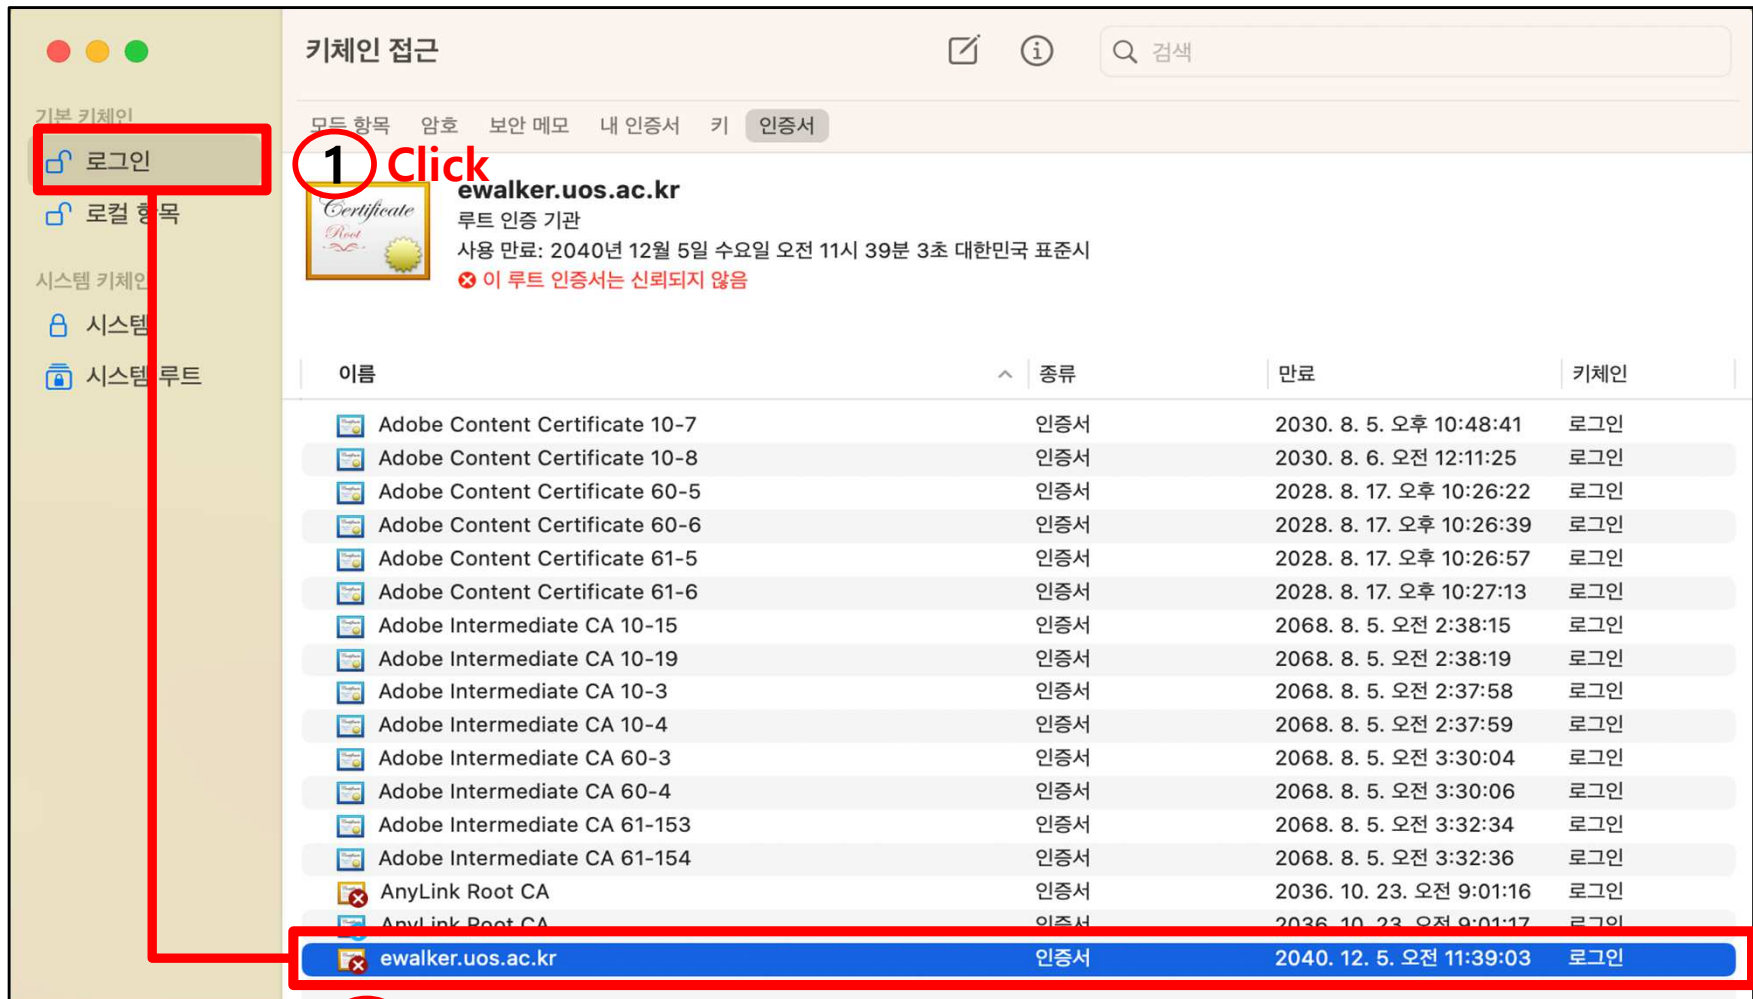 키체인 접근
검색
기본 키체인
로그인
로컬 항목
시스템 키체인
시스템
시스템 루트
모든 항목 암호 보안 메모 내 인증서 키 인증서
1 Click
Certificate
Root
ewalker.uos.ac.kr
루트 인증 기관
사용 만료: 2040년 12월 5일 수요일 오전 11시 39분 3초 대한민국 표준시
이 루트 인증서는 신뢰되지 않음
이름 종류 만료 키체인
Adobe Content Certificate 10-7 인증서 2030. 8. 5. 오후 10:48:41 로그인
Adobe Content Certificate 10-8 인증서 2030. 8. 6. 오전 12:11:25 로그인
Adobe Content Certificate 60-5 인증서 2028. 8. 17. 오후 10:26:22 로그인
Adobe Content Certificate 60-6 인증서 2028. 8. 17. 오후 10:26:39 로그인
Adobe Content Certificate 61-5 인증서 2028. 8. 17. 오후 10:26:57 로그인
Adobe Content Certificate 61-6 인증서 2028. 8. 17. 오후 10:27:13 로그인
Adobe Intermediate CA 10-15 인증서 2068. 8. 5. 오전 2:38:15 로그인
Adobe Intermediate CA 10-19 인증서 2068. 8. 5. 오전 2:38:19 로그인
Adobe Intermediate CA 10-3 인증서 2068. 8. 5. 오전 2:37:58 로그인
Adobe Intermediate CA 10-4 인증서 2068. 8. 5. 오전 2:37:59 로그인
Adobe Intermediate CA 60-3 인증서 2068. 8. 5. 오전 3:30:04 로그인
Adobe Intermediate CA 60-4 인증서 2068. 8. 5. 오전 3:30:06 로그인
Adobe Intermediate CA 61-153 인증서 2068. 8. 5. 오전 3:32:34 로그인
Adobe Intermediate CA 61-154 인증서 2068. 8. 5. 오전 3:32:36 로그인
AnyLink Root CA 인증서 2036. 10. 23. 오전 9:01:16 로그인
AnyLink Root CA 인증서 2036. 10. 23. 오전 9:01:17 로그인
ewalker.uos.ac.kr 인증서 2040. 12. 5. 오전 11:39:03 로그인